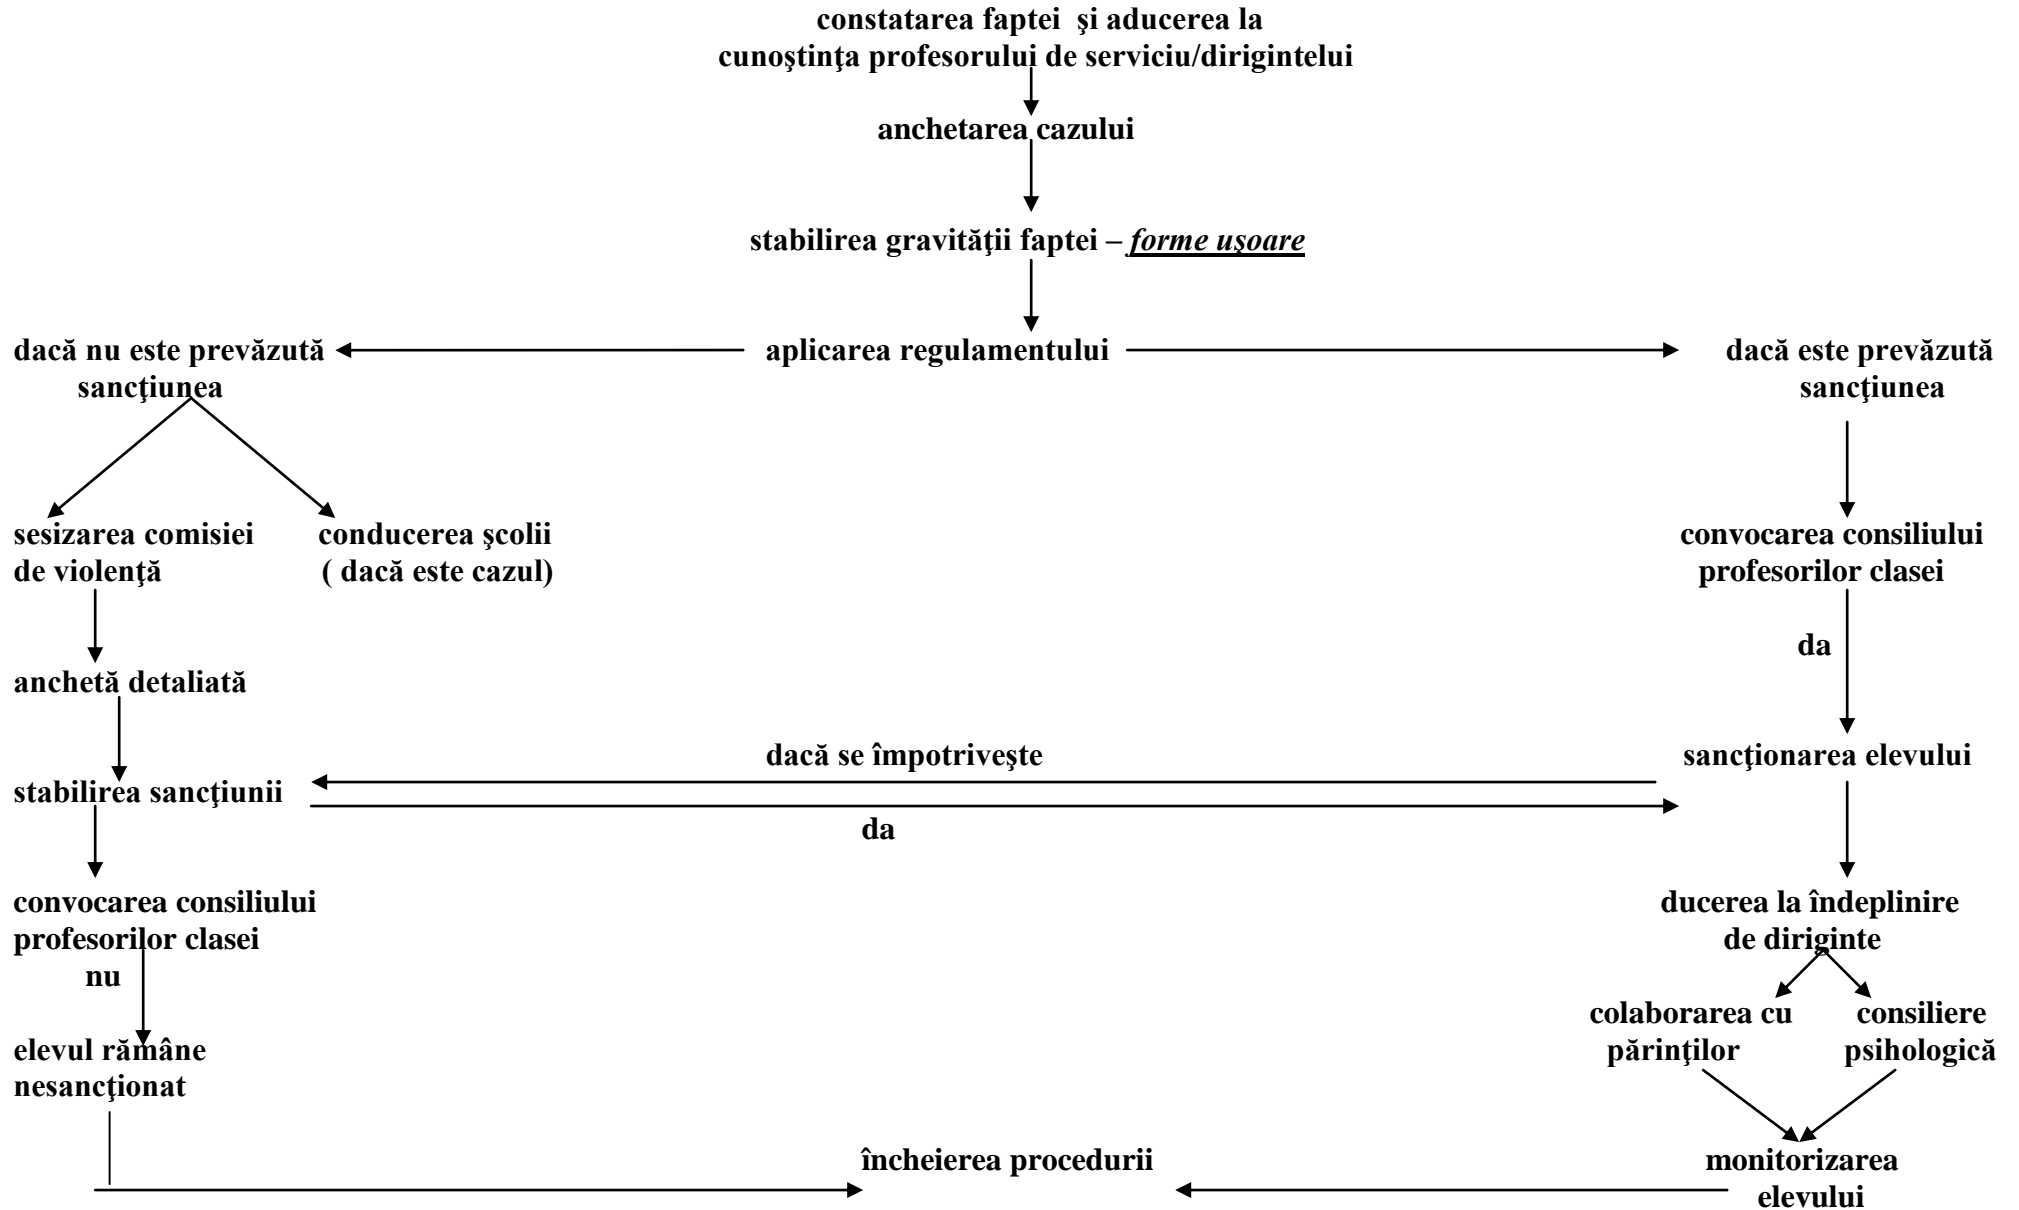 constatarea faptei şi aducerea la
cunoştinţa profesorului de serviciu/dirigintelui
anchetarea cazului
stabilirea gravităţii faptei – forme uşoare
dacă nu este prevăzută
sancţiunea
aplicarea regulamentului
dacă este prevăzută
sancţiunea
sesizarea comisiei
de violenţă
conducerea şcolii
( dacă este cazul)
convocarea consiliului
profesorilor clasei
da
anchetă detaliată
dacă se împotriveşte
sancţionarea elevului
stabilirea sancţiunii
da
convocarea consiliului
profesorilor clasei
nu
ducerea la îndeplinire
de diriginte
colaborarea cu
părinţilor
consiliere
psihologică
elevul rămâne
nesancţionat
încheierea procedurii
monitorizarea
elevului